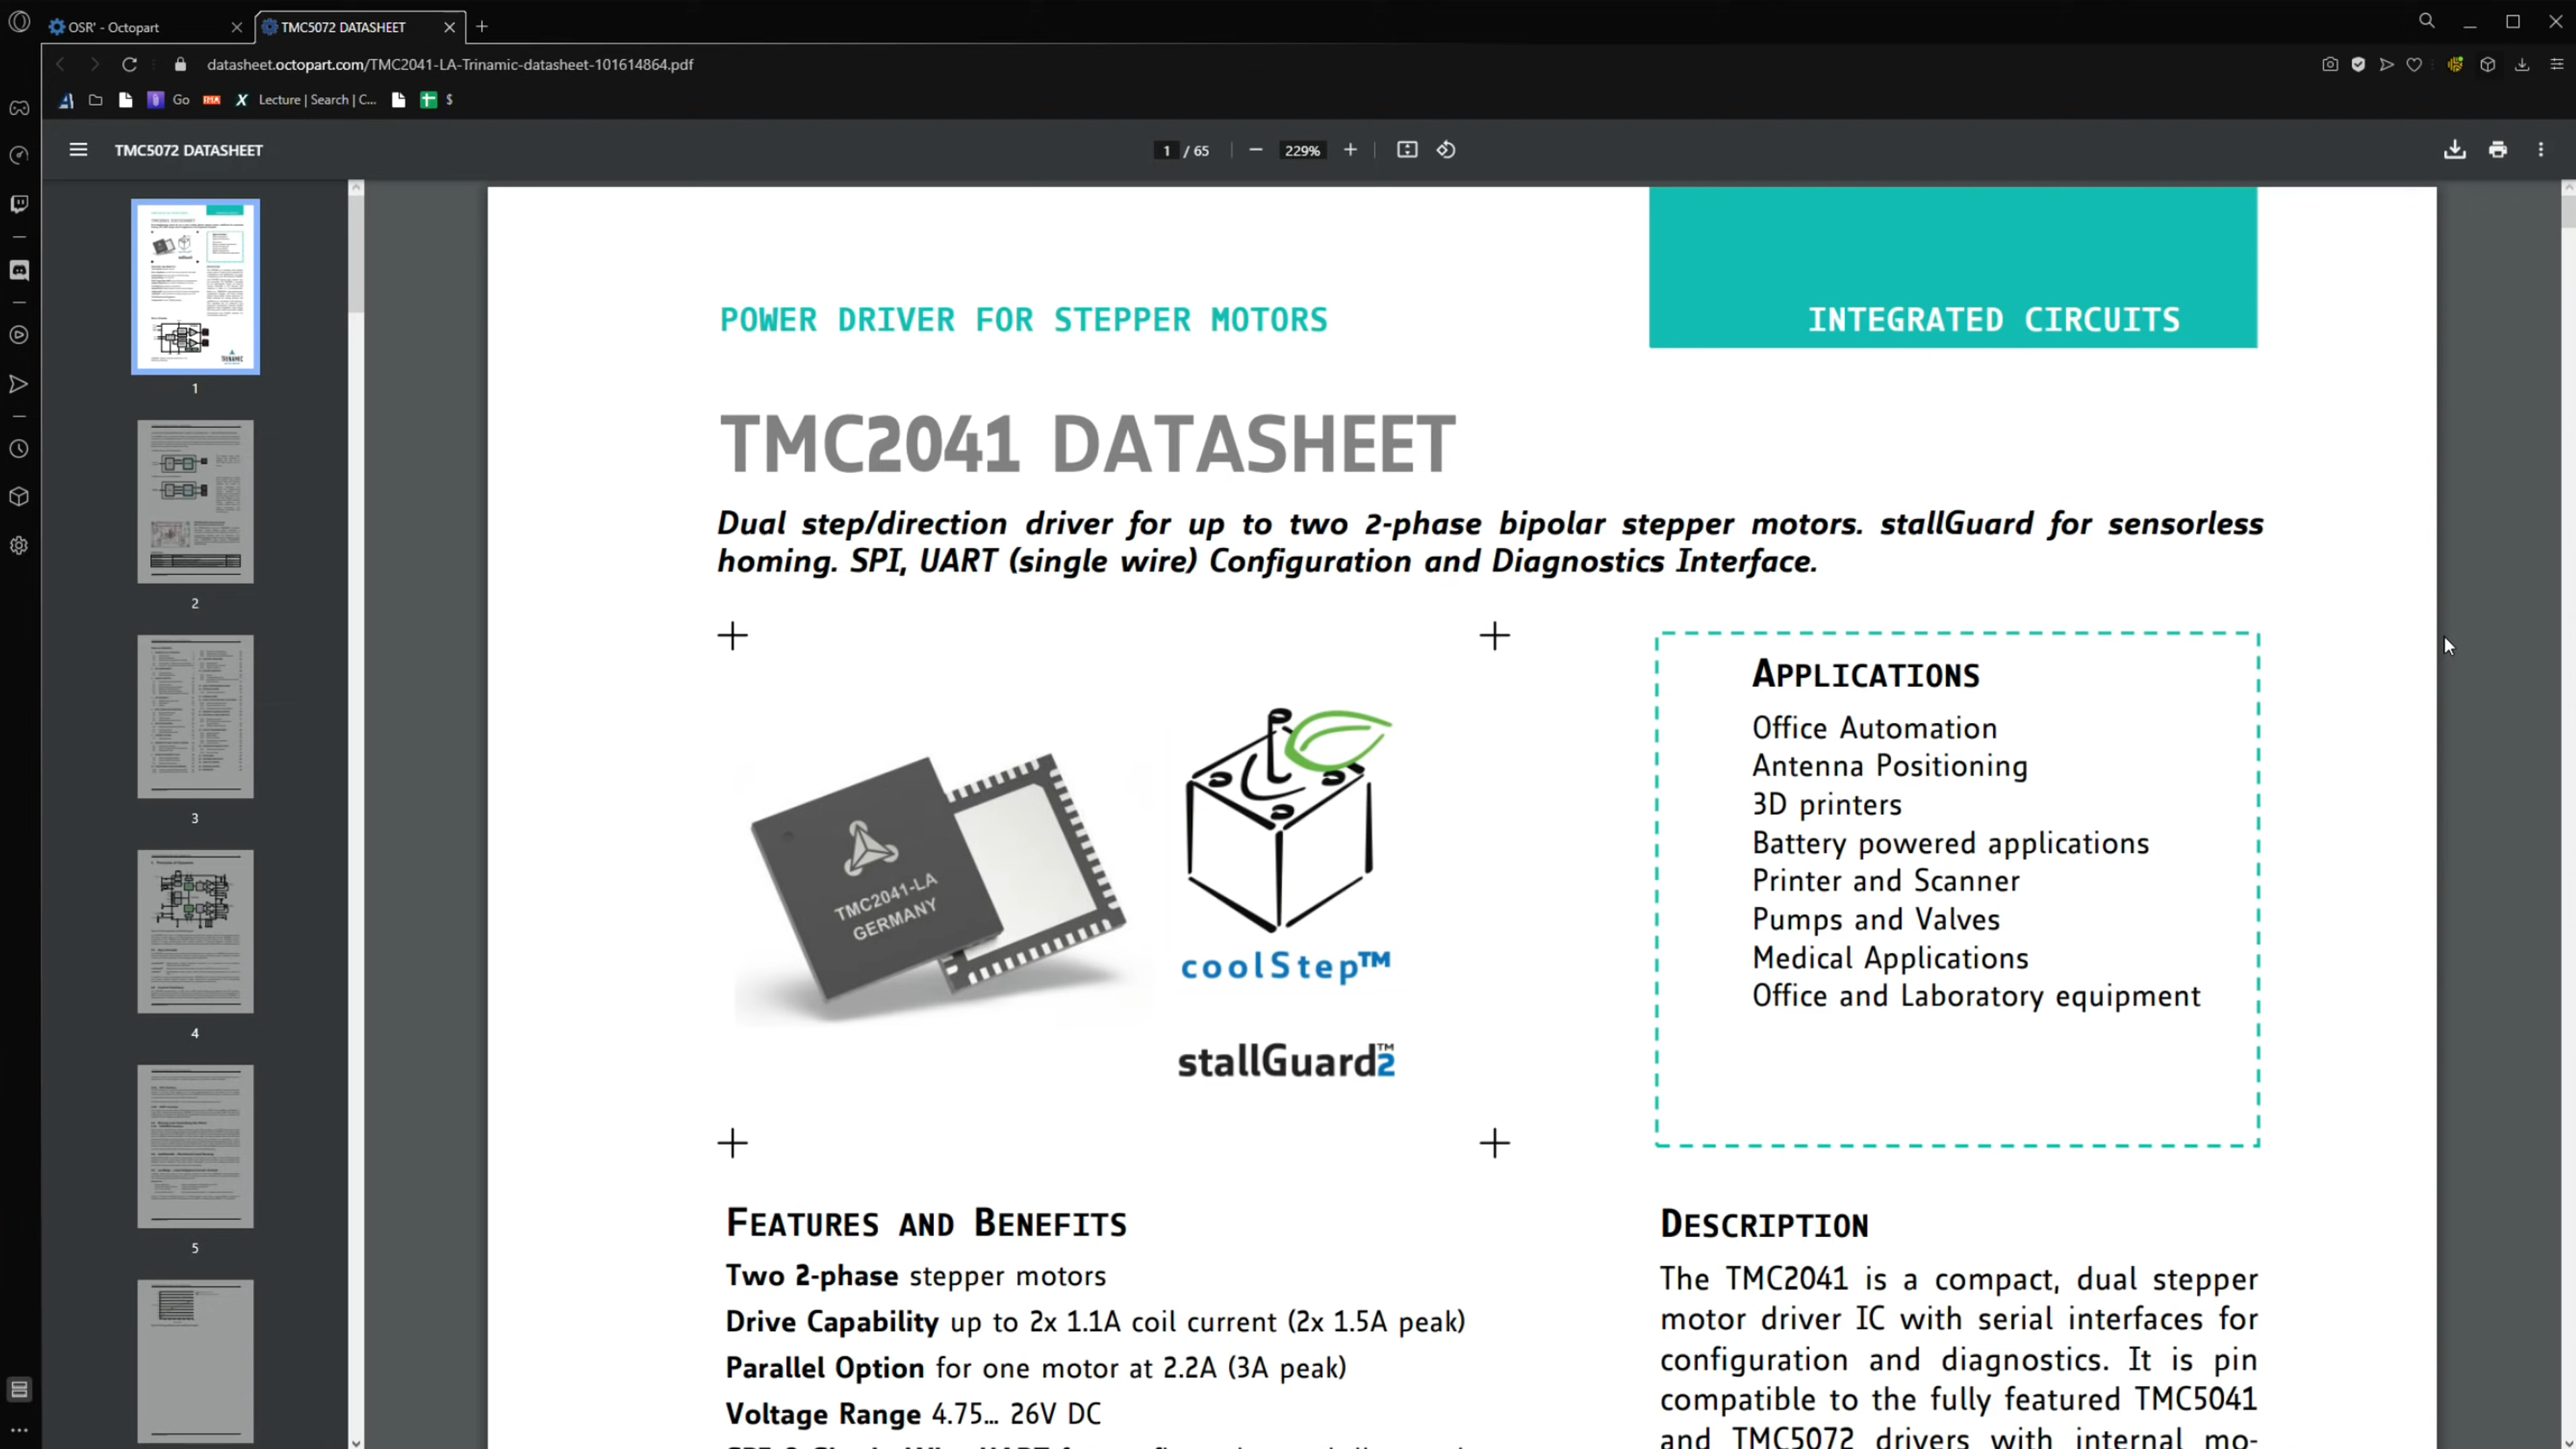 OSR' - Octopart
TMC5072 DATASHEET
datasheet.octopart.com/TMC2041-LA-Trinamic-datasheet-101614864.pdf
Go
Lecture | Search | C...
$
TMC5072 DATASHEET
1 / 65
229%
1
2
3
4
5
POWER DRIVER FOR STEPPER MOTORS
INTEGRATED CIRCUITS
TMC2041 DATASHEET
Dual step/direction driver for up to two 2-phase bipolar stepper motors. stallGuard for sensorless
homing. SPI, UART (single wire) Configuration and Diagnostics Interface.
TMC2041-LA
GERMANY
coolStep™
stallGuard2™
APPLICATIONS
Office Automation
Antenna Positioning
3D printers
Battery powered applications
Printer and Scanner
Pumps and Valves
Medical Applications
Office and Laboratory equipment
FEATURES AND BENEFITS
Two 2-phase stepper motors
Drive Capability up to 2x 1.1A coil current (2x 1.5A peak)
Parallel Option for one motor at 2.2A (3A peak)
Voltage Range 4.75... 26V DC
DESCRIPTION
The TMC2041 is a compact, dual stepper
motor driver IC with serial interfaces for
configuration and diagnostics. It is pin
compatible to the fully featured TMC5041
and TMC5072 drivers with internal mo-